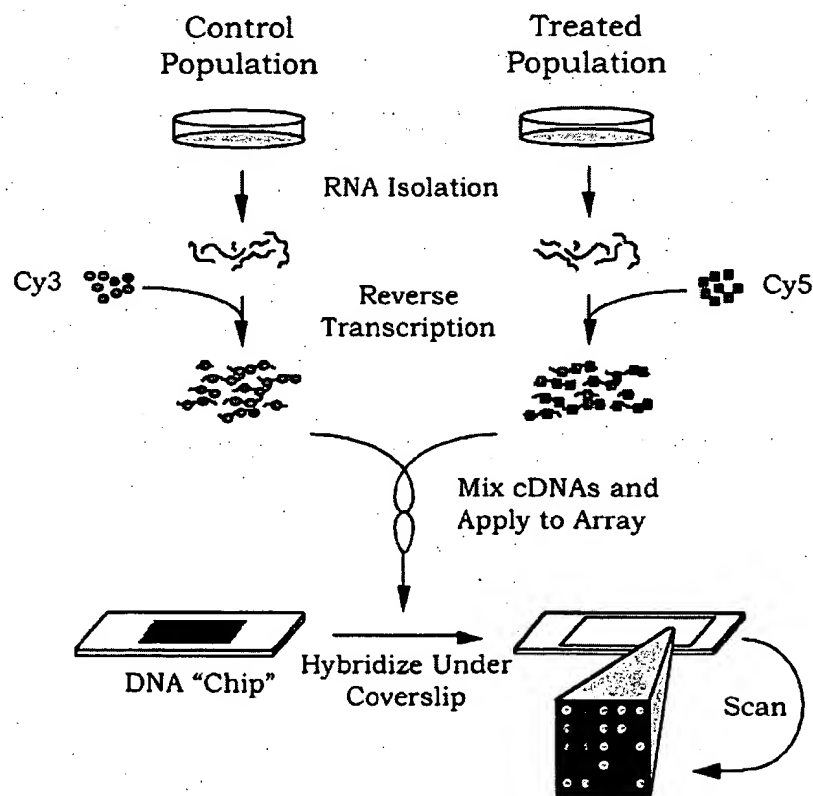 Control
Population
Treated
Population
RNA Isolation
Cy3
Reverse
Transcription
Cy5
Mix cDNAs and
Apply to Array
DNA "Chip"
Hybridize Under
Coverslip
Scan